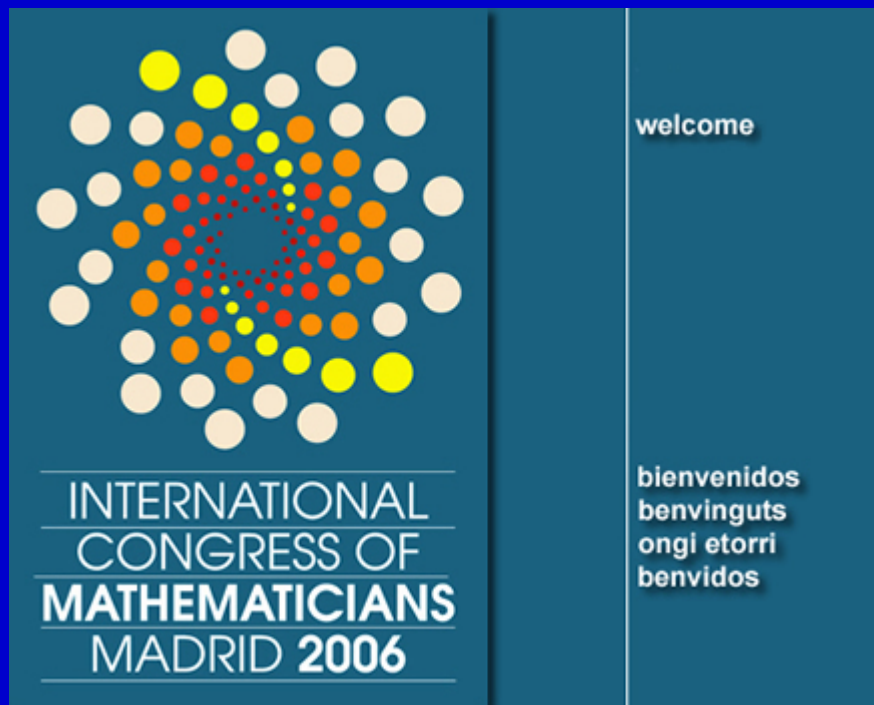 INTERNATIONAL
CONGRESS OF
MATHEMATICIANS
MADRID 2006
welcome
bienvenidos
benvinguts
ongi etorri
benvidos